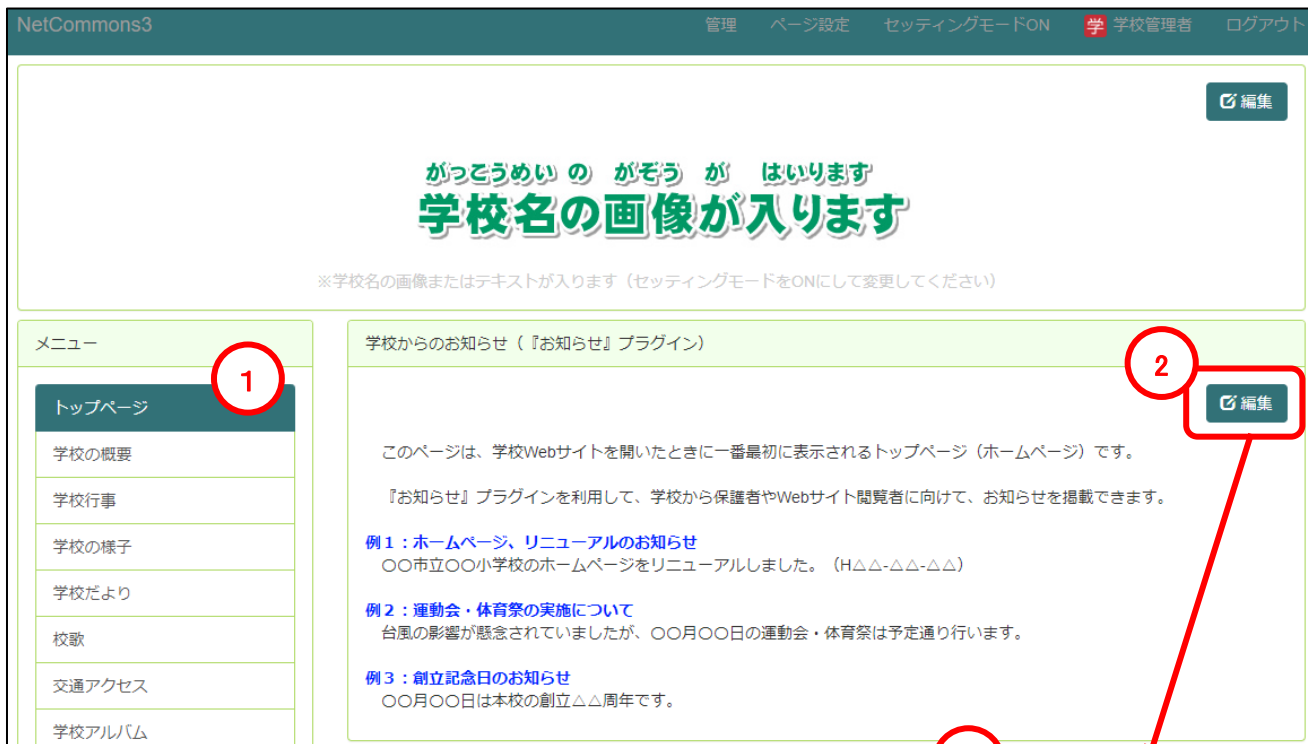 NetCommons3 管理 ページ設定 セッティングモードON 学 学校管理者 ログアウト
編集
がっこうめい の がぞう が はいります
学校名の画像が入ります
※学校名の画像またはテキストが入ります（セッティングモードをONにして変更してください）
メニュー
1
トップページ
学校の概要
学校行事
学校の様子
学校だより
校歌
交通アクセス
学校アルバム
学校からのお知らせ（『お知らせ』プラグイン）
2
編集
このページは、学校Webサイトを開いたときに一番最初に表示されるトップページ（ホームページ）です。
『お知らせ』プラグインを利用して、学校から保護者やWebサイト閲覧者に向けて、お知らせを掲載できます。
例１：ホームページ、リニューアルのお知らせ
〇〇市立〇〇小学校のホームページをリニューアルしました。（H△△-△△-△△）
例２：運動会・体育祭の実施について
台風の影響が懸念されていましたが、〇〇月〇〇日の運動会・体育祭は予定通り行います。
例３：創立記念日のお知らせ
〇〇月〇〇日は本校の創立△△周年です。